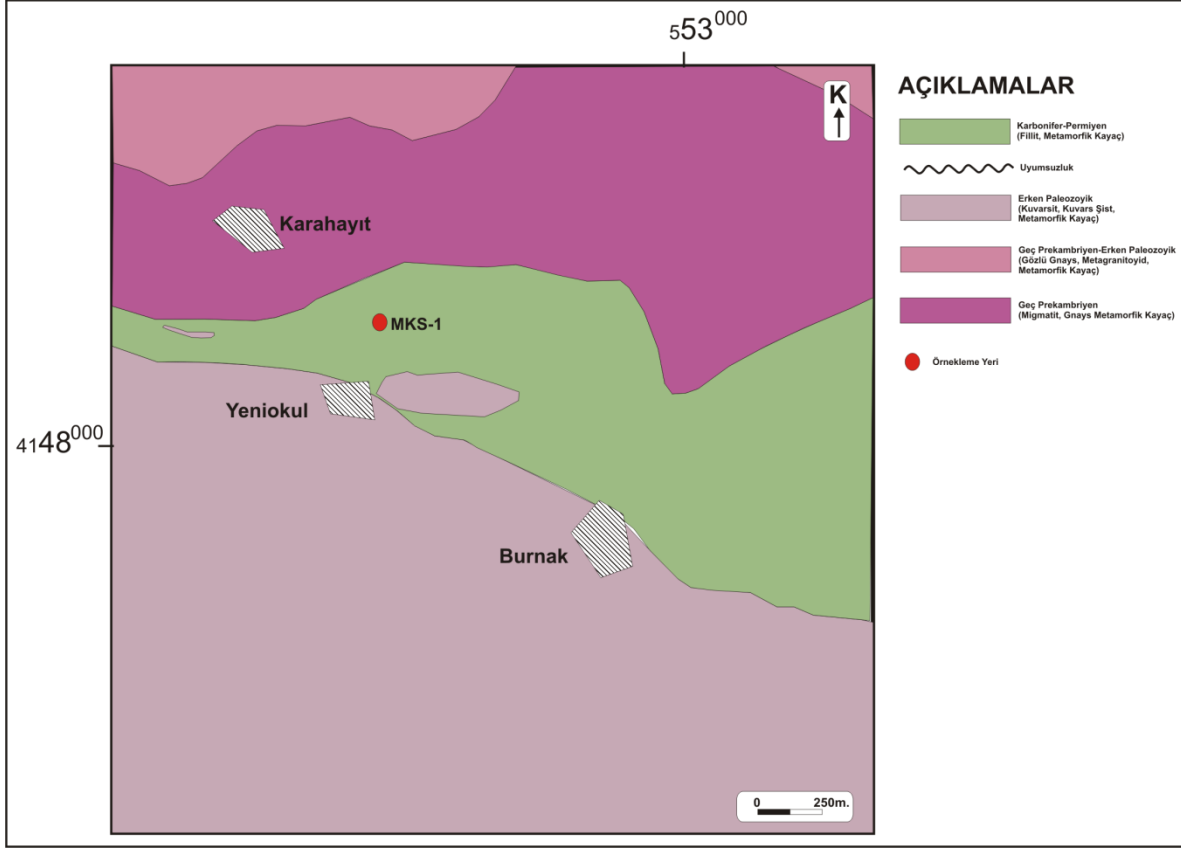 553000
K
Karahayıt
MKS-1
Yeniokul
4148000
Burnak
0 250m.
AÇIKLAMALAR
Karbonifer-Permiyen
(Fillit, Metamorfik Kayaç)
Uyumsuzluk
Erken Paleozoyik
(Kuvarsit, Kuvars Şist,
Metamorfik Kayaç)
Geç Prekambriyen-Erken Paleozoyik
(Gözlü Gnays, Metagranitoyid,
Metamorfik Kayaç)
Geç Prekambriyen
(Migmatit, Gnays Metamorfik Kayaç)
Örnekleme Yeri